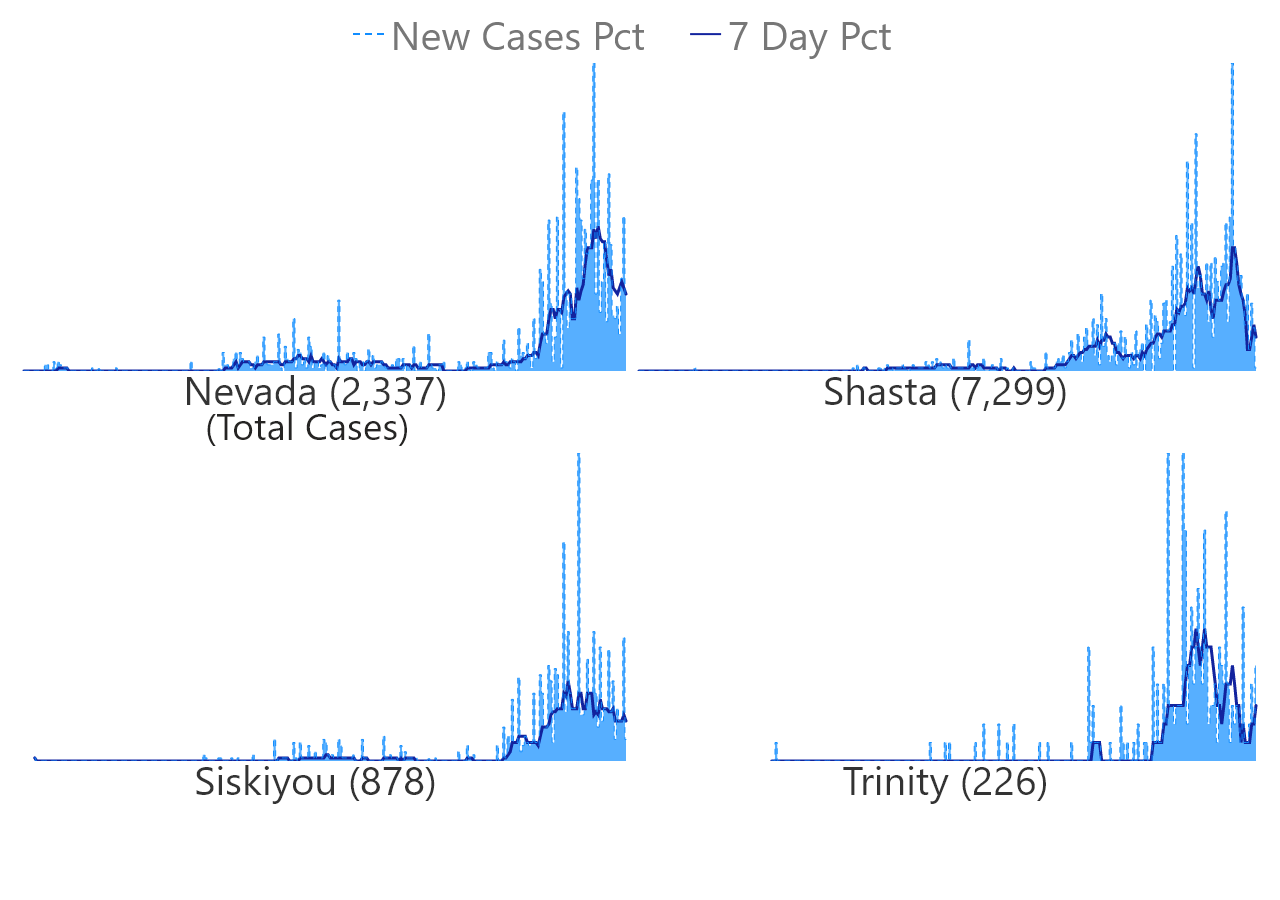 New Cases Pct 7 Day Pct
Nevada (2,337) Shasta (7,299)
(Total Cases)
Siskiyou (878) Trinity (226)